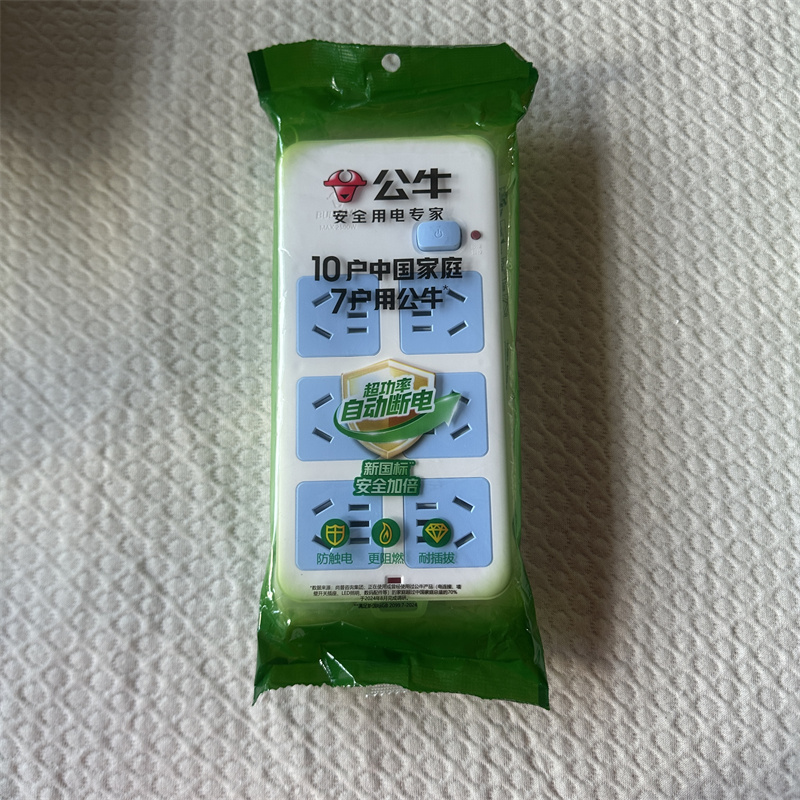 公牛
安全用电专家
10户中国家庭
7户用公牛*
超功率
自动断电
新国标**
安全加倍
防触电
更阻燃
耐插拔